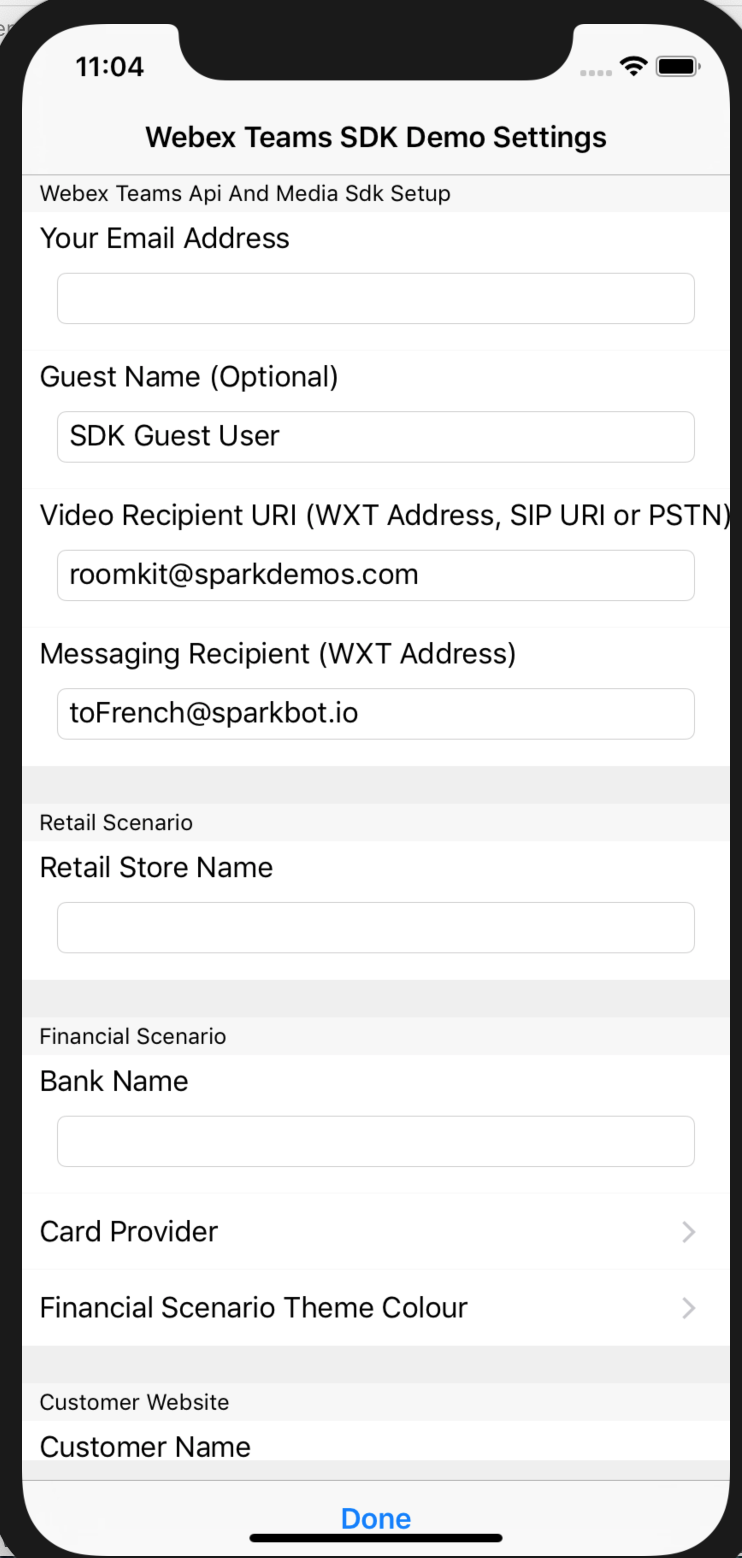 11:04
Webex Teams SDK Demo Settings
Webex Teams Api And Media Sdk Setup
Your Email Address
Guest Name (Optional)
SDK Guest User
Video Recipient URI (WXT Address, SIP URI or PSTN)
roomkit@sparkdemos.com
Messaging Recipient (WXT Address)
toFrench@sparkbot.io
Retail Scenario
Retail Store Name
Financial Scenario
Bank Name
Card Provider
Financial Scenario Theme Colour
Customer Website
Customer Name
Done